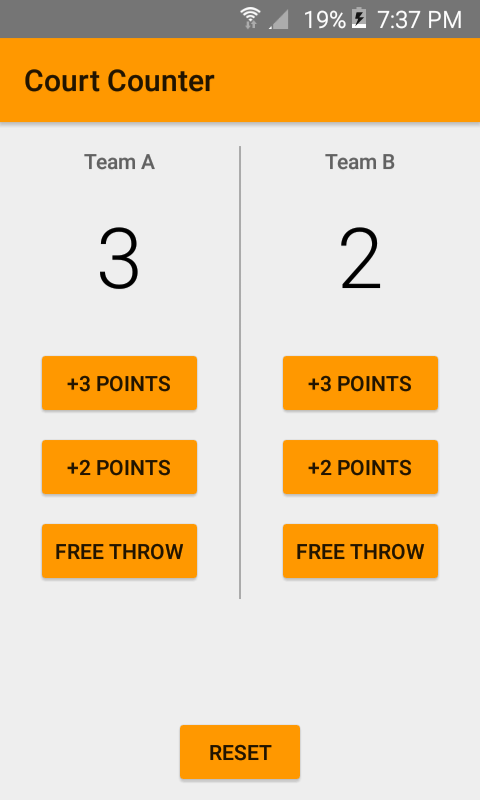 19% 7:37 PM
Court Counter
Team A
3
+3 POINTS
+2 POINTS
FREE THROW
Team B
2
+3 POINTS
+2 POINTS
FREE THROW
RESET